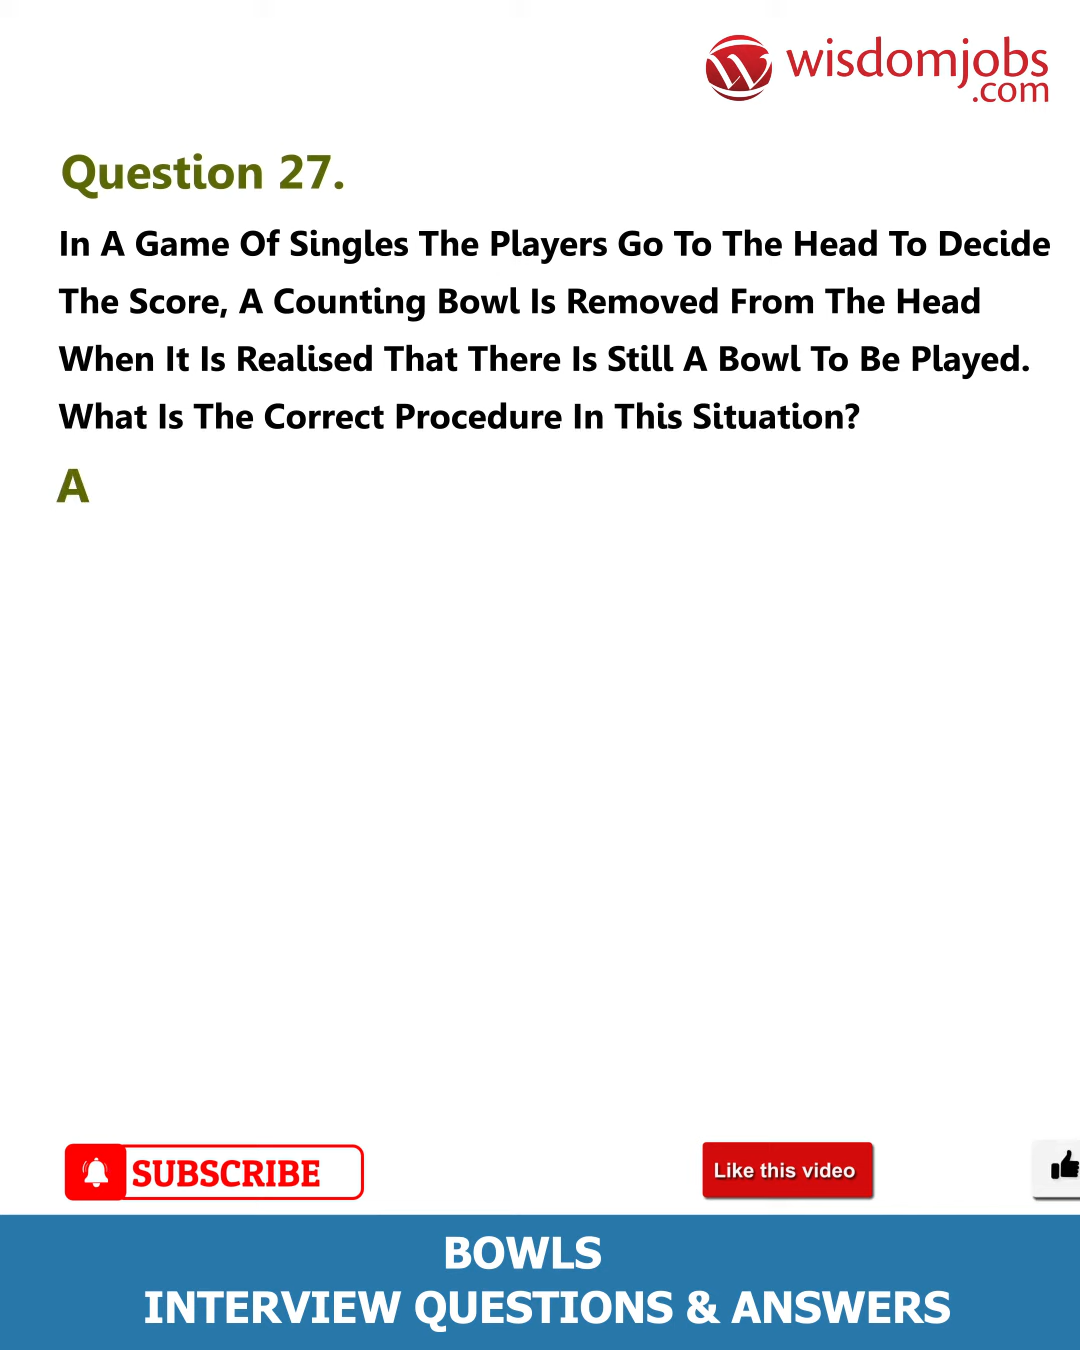 wisdomjobs
.com
Question 27.
In A Game Of Singles The Players Go To The Head To Decide
The Score, A Counting Bowl Is Removed From The Head
When It Is Realised That There Is Still A Bowl To Be Played.
What Is The Correct Procedure In This Situation?
A
SUBSCRIBE
Like this video
BOWLS
INTERVIEW QUESTIONS & ANSWERS